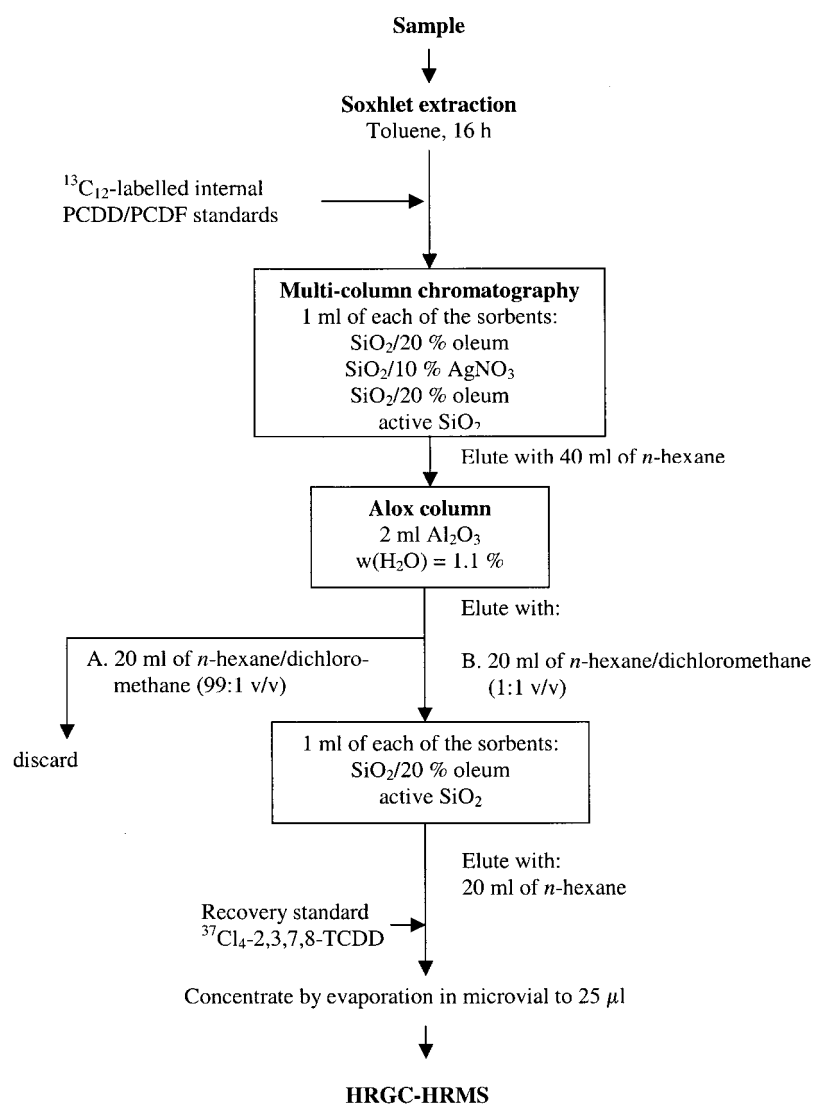 Sample
Soxhlet extraction
Toluene, 16 h
¹³C₁₂-labelled internal
PCDD/PCDF standards
Multi-column chromatography
1 ml of each of the sorbents:
SiO₂/20 % oleum
SiO₂/10 % AgNO₃
SiO₂/20 % oleum
active SiO₂
Elute with 40 ml of n-hexane
Alox column
2 ml Al₂O₃
w(H₂O) = 1.1 %
Elute with:
A. 20 ml of n-hexane/dichloro-
methane (99:1 v/v)
B. 20 ml of n-hexane/dichloromethane
(1:1 v/v)
discard
1 ml of each of the sorbents:
SiO₂/20 % oleum
active SiO₂
Elute with:
20 ml of n-hexane
Recovery standard
³⁷Cl₄-2,3,7,8-TCDD
Concentrate by evaporation in microvial to 25 µl
HRGC-HRMS